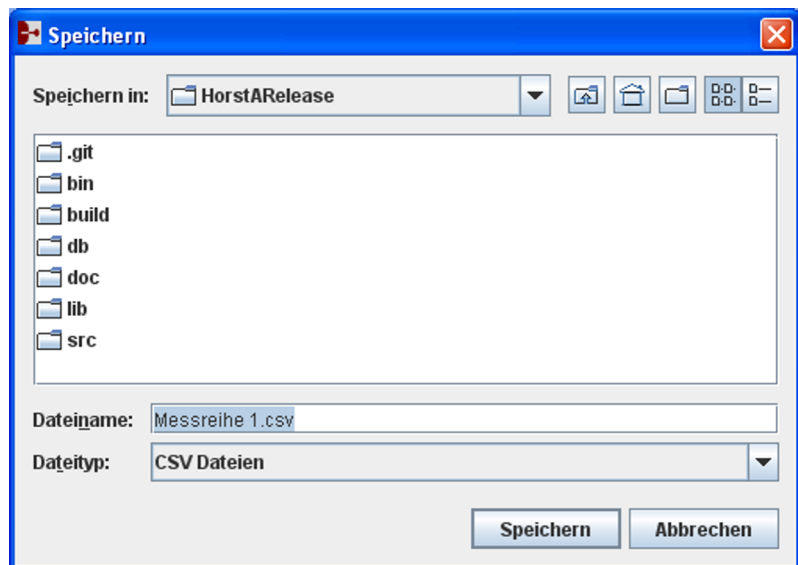 Speichern
Speichern in: HorstARelease
.git
bin
build
db
doc
lib
src
Dateiname: Messreihe 1.csv
Dateityp: CSV Dateien
Speichern Abbrechen